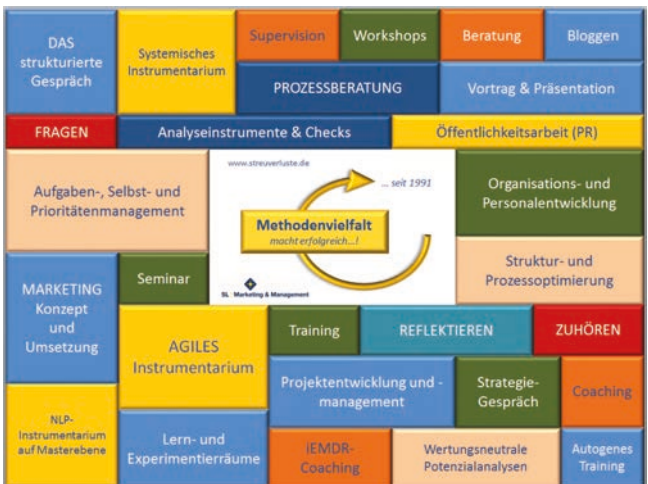 DAS
strukturierte
Gespräch
Systemisches
Instrumentarium
Supervision
Workshops
Beratung
Bloggen
PROZESSBERATUNG
Vortrag & Präsentation
FRAGEN
Analyseinstrumente & Checks
Öffentlichkeitsarbeit (PR)
Aufgaben-, Selbst- und
Prioritätenmanagement
www.streuverluste.de
... seit 1991
Methodenvielfalt
macht erfolgreich...!
SL Marketing & Management
Organisations- und
Personalentwicklung
Struktur- und
Prozessoptimierung
MARKETING
Konzept
und
Umsetzung
Seminar
AGILES
Instrumentarium
Training
REFLEKTIEREN
ZUHÖREN
Projektentwicklung und -
management
Strategie-
Gespräch
Coaching
NLP-
Instrumentarium
auf Masterebene
Lern- und
Experimentierräume
iEMDR-
Coaching
Wertungsneutrale
Potenzialanalysen
Autogenes
Training